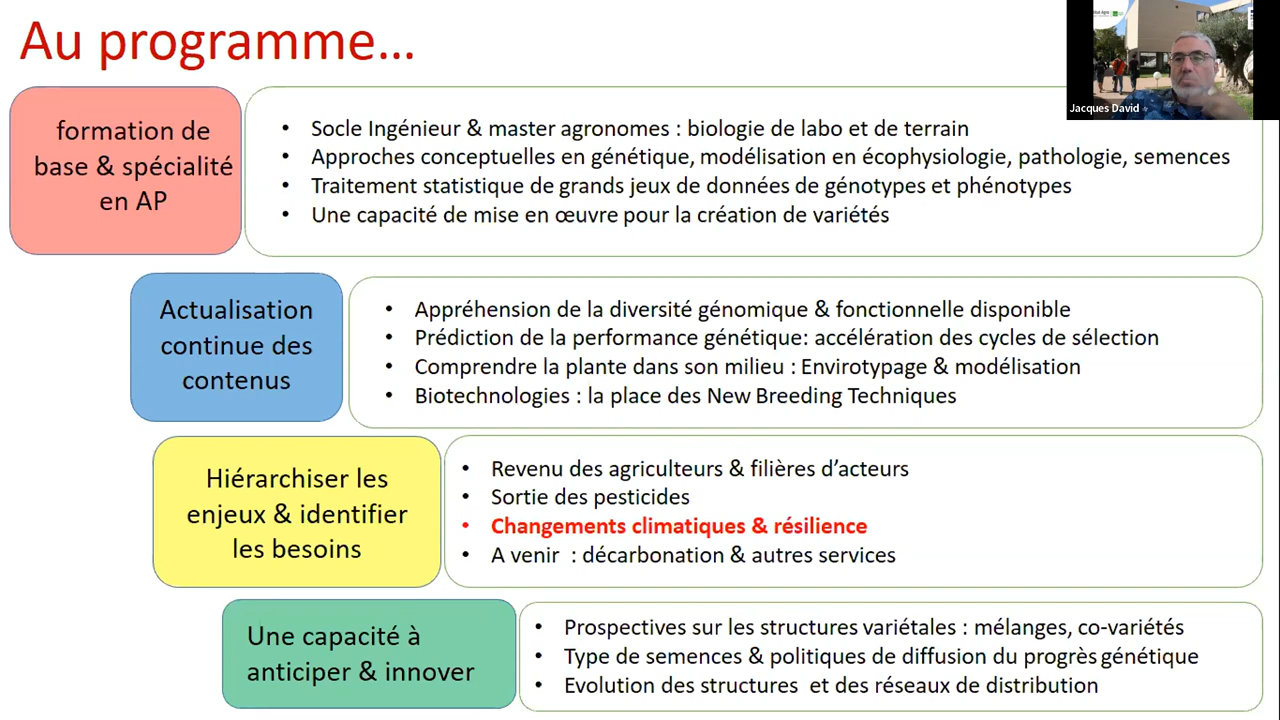 Au programme...
Jacques David
formation de
base & spécialité
en AP
• Socle Ingénieur & master agronomes : biologie de labo et de terrain
• Approches conceptuelles en génétique, modélisation en écophysiologie, pathologie, semences
• Traitement statistique de grands jeux de données de génotypes et phénotypes
• Une capacité de mise en œuvre pour la création de variétés
Actualisation
continue des
contenus
• Appréhension de la diversité génomique & fonctionnelle disponible
• Prédiction de la performance génétique: accélération des cycles de sélection
• Comprendre la plante dans son milieu : Envirotypage & modélisation
• Biotechnologies : la place des New Breeding Techniques
Hiérarchiser les
enjeux & identifier
les besoins
• Revenu des agriculteurs & filières d’acteurs
• Sortie des pesticides
• Changements climatiques & résilience
• A venir : décarbonation & autres services
Une capacité à
anticiper & innover
• Prospectives sur les structures variétales : mélanges, co-variétés
• Type de semences & politiques de diffusion du progrès génétique
• Evolution des structures et des réseaux de distribution